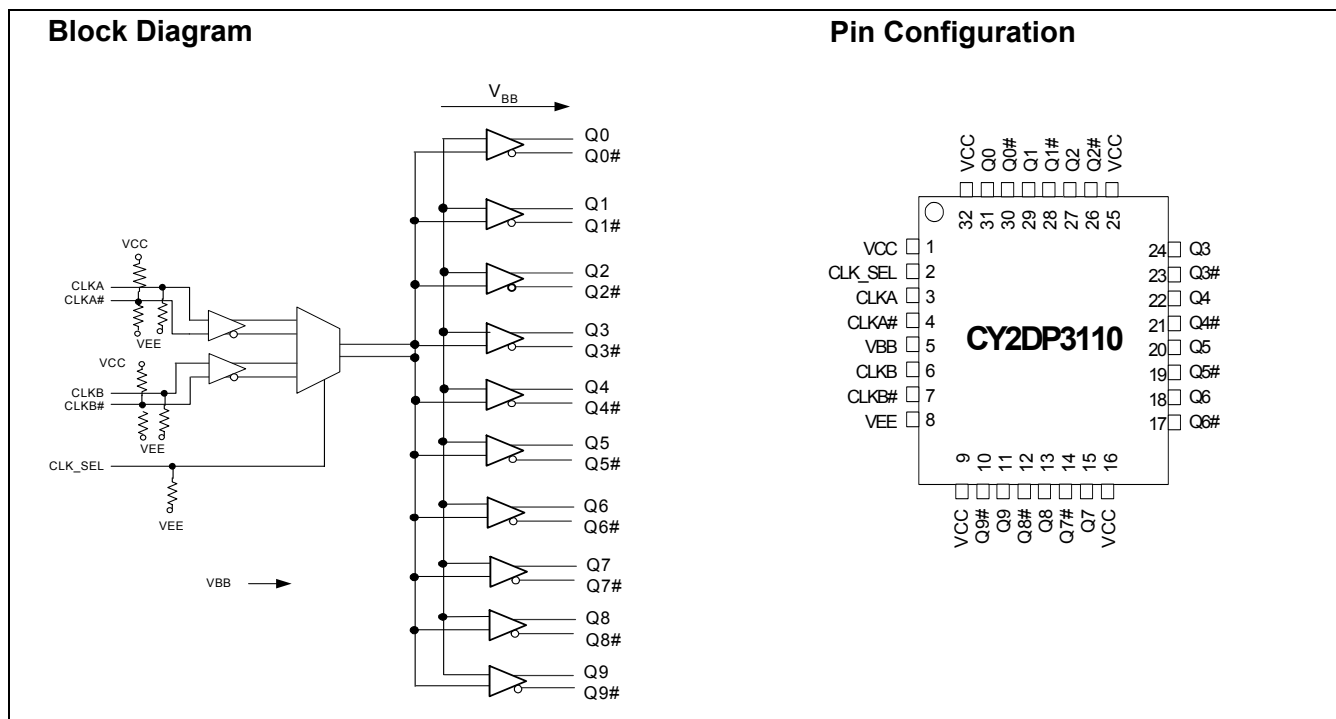 Block Diagram
Pin Configuration
VBB
Q0
Q0#
Q1
Q1#
Q2
Q2#
Q3
Q3#
Q4
Q4#
Q5
Q5#
Q6
Q6#
Q7
Q7#
Q8
Q8#
Q9
Q9#
VCC
CLKA
CLKA#
VEE
VCC
CLKB
CLKB#
VEE
CLK_SEL
VEE
VBB
VCC Q0 Q0# Q1 Q1# Q2 Q2# VCC
32 31 30 29 28 27 26 25
VCC 1
CLK_SEL 2
CLKA 3
CLKA# 4
VBB 5
CLKB 6
CLKB# 7
VEE 8
CY2DP3110
24 Q3
23 Q3#
22 Q4
21 Q4#
20 Q5
19 Q5#
18 Q6
17 Q6#
9 10 11 12 13 14 15 16
VCC Q9# Q9 Q8# Q8 Q7# Q7 VCC